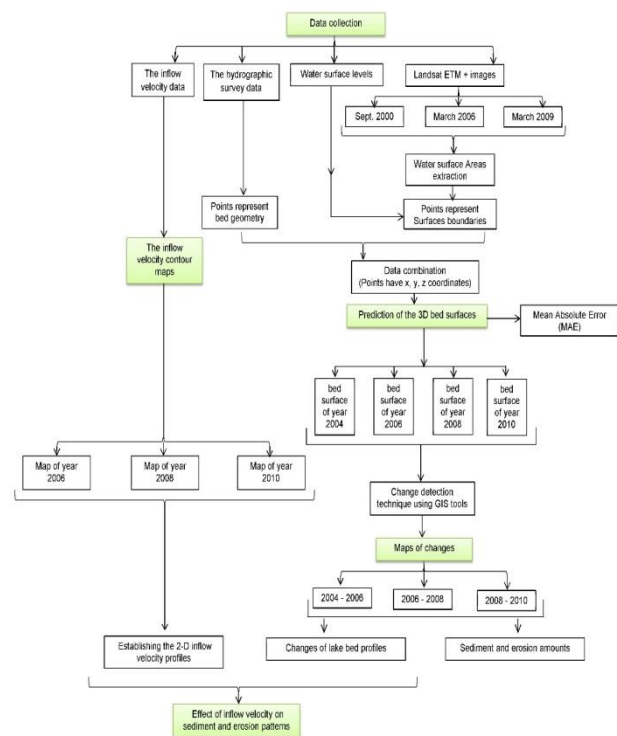 Data collection
The inflow
velocity data
The hydrographic
survey data
Water surface levels
Landsat ETM + images
Sept. 2000
March 2006
March 2009
Water surface Areas
extraction
Points represent
bed geometry
Points represent
Surfaces boundaries
The inflow
velocity contour
maps
Data combination
(Points have x, y, z coordinates)
Prediction of the 3D bed surfaces
Mean Absolute Error
(MAE)
bed
surface
of year
2004
bed
surface
of year
2006
bed
surface
of year
2008
bed
surface
of year
2010
Map of year
2006
Map of year
2008
Map of year
2010
Change detection
technique using GIS tools
Maps of changes
2004 - 2006
2006 - 2008
2008 - 2010
Establishing the 2-D inflow
velocity profiles
Changes of lake bed profiles
Sediment and erosion amounts
Effect of inflow velocity on
sediment and erosion patterns